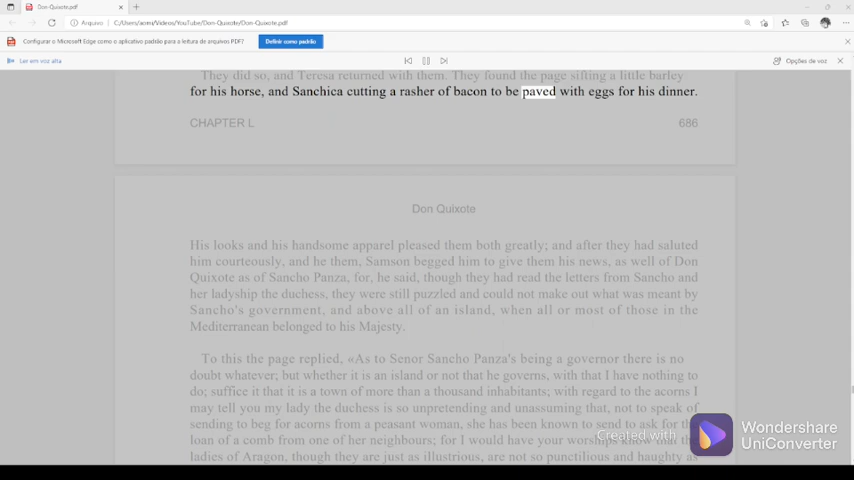 Don-Quixote.pdf
Arquivo C:/Users/acms/Videos/YouTube/Don-Quixote/Don-Quixote.pdf
Configurar o Microsoft Edge como o aplicativo padrão para a leitura de arquivos PDF? Definir como padrão
Ler em voz alta Opções de voz
They did so, and Teresa returned with them. They found the page sifting a little barley
for his horse, and Sanchica cutting a rasher of bacon to be paved with eggs for his dinner.
CHAPTER L 686
Don Quixote
His looks and his handsome apparel pleased them both greatly; and after they had saluted
him courteously, and he them, Samson begged him to give them his news, as well of Don
Quixote as of Sancho Panza, for, he said, though they had read the letters from Sancho and
her ladyship the duchess, they were still puzzled and could not make out what was meant by
Sancho's government, and above all of an island, when all or most of those in the
Mediterranean belonged to his Majesty.
To this the page replied, «As to Senor Sancho Panza's being a governor there is no
doubt whatever; but whether it is an island or not that he governs, with that I have nothing to
do; suffice it that it is a town of more than a thousand inhabitants; with regard to the acorns I
may tell you my lady the duchess is so unpretending and unassuming that, not to speak of
sending to beg for acorns from a peasant woman, she has been known to send to ask for the
loan of a comb from one of her neighbours; for I would have your worships know that the
ladies of Aragon, though they are just as illustrious, are not so punctilious and haughty as
Created with Wondershare
UniConverter